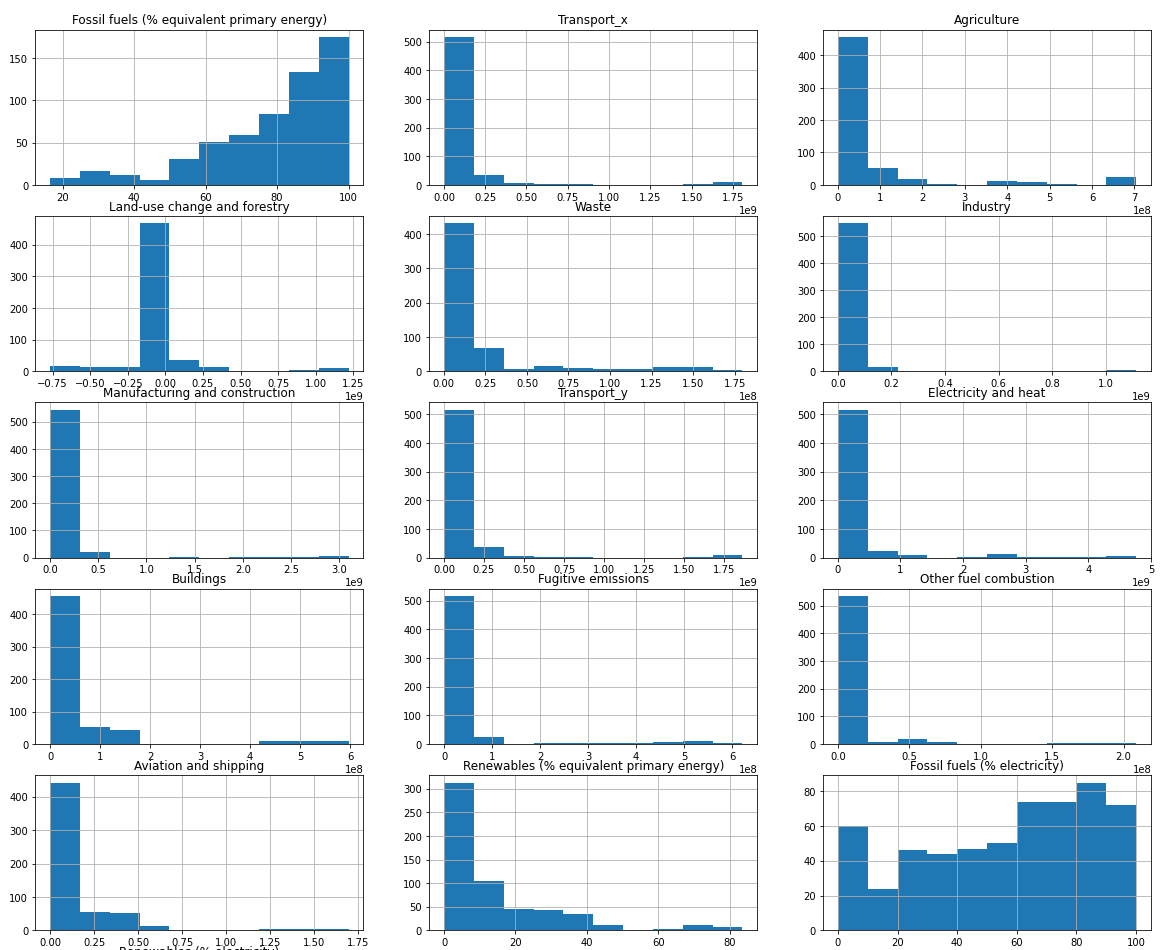 Fossil fuels (% equivalent primary energy)
150
100
50
0
20 40 60 80 100
Transport_x
500
400
300
200
100
0
0.00 0.25 0.50 0.75 1.00 1.25 1.50 1.75
1e9
Agriculture
400
300
200
100
0
0 1 2 3 4 5 6 7
1e8
Land-use change and forestry
400
300
200
100
0
−0.75 −0.50 −0.25 0.00 0.25 0.50 0.75 1.00 1.25
1e9
Waste
400
300
200
100
0
0.00 0.25 0.50 0.75 1.00 1.25 1.50 1.75
1e8
Industry
500
400
300
200
100
0
0.0 0.2 0.4 0.6 0.8 1.0
1e9
Manufacturing and construction
500
400
300
200
100
0
0.0 0.5 1.0 1.5 2.0 2.5 3.0
1e9
Transport_y
500
400
300
200
100
0
0.00 0.25 0.50 0.75 1.00 1.25 1.50 1.75
1e9
Electricity and heat
500
400
300
200
100
0
0 1 2 3 4 5
1e9
Buildings
400
300
200
100
0
0 1 2 3 4 5 6
1e8
Fugitive emissions
500
400
300
200
100
0
0 1 2 3 4 5 6
1e8
Other fuel combustion
500
400
300
200
100
0
0.0 0.5 1.0 1.5 2.0
1e8
Aviation and shipping
400
300
200
100
0
0.00 0.25 0.50 0.75 1.00 1.25 1.50 1.75
Renewables (% equivalent primary energy)
300
250
200
150
100
50
0
0 20 40 60 80
Fossil fuels (% electricity)
80
60
40
20
0
0 20 40 60 80 100
Renewables (% electricity)